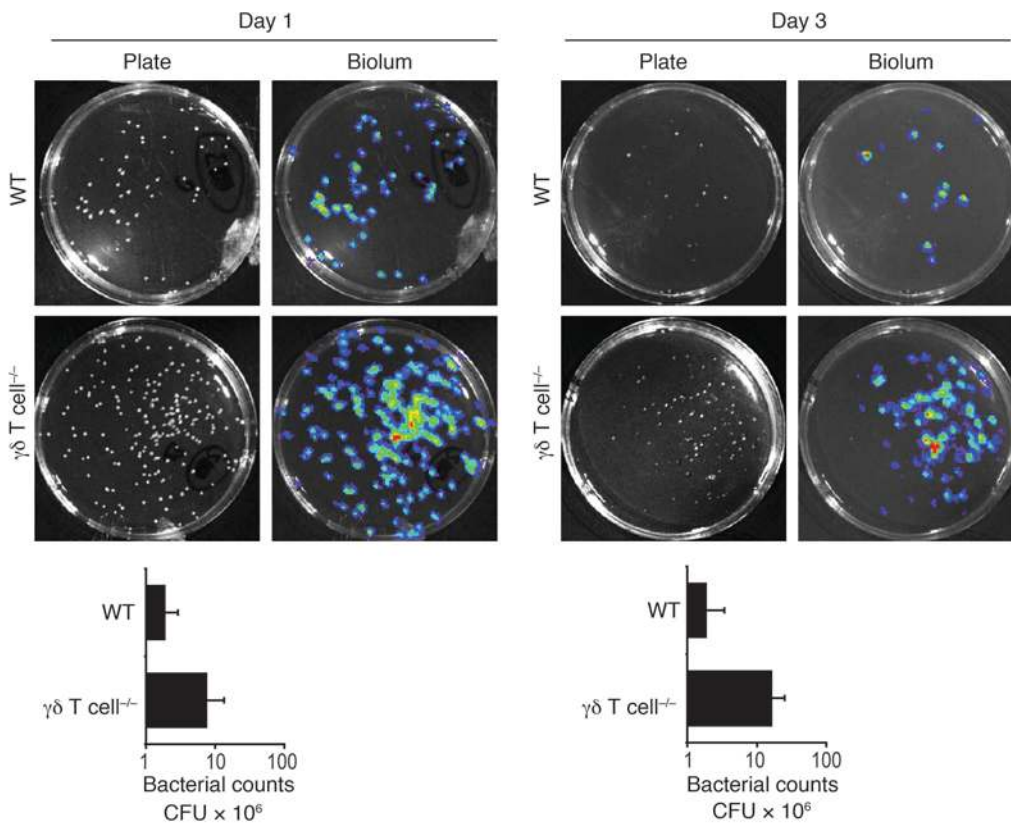 Day 1
Day 3
Plate
Biolum
Plate
Biolum
WT
WT
γδ T cell⁻/⁻
γδ T cell⁻/⁻
WT
γδ T cell⁻/⁻
1
10
100
Bacterial counts
CFU × 10⁶
WT
γδ T cell⁻/⁻
1
10
100
Bacterial counts
CFU × 10⁶